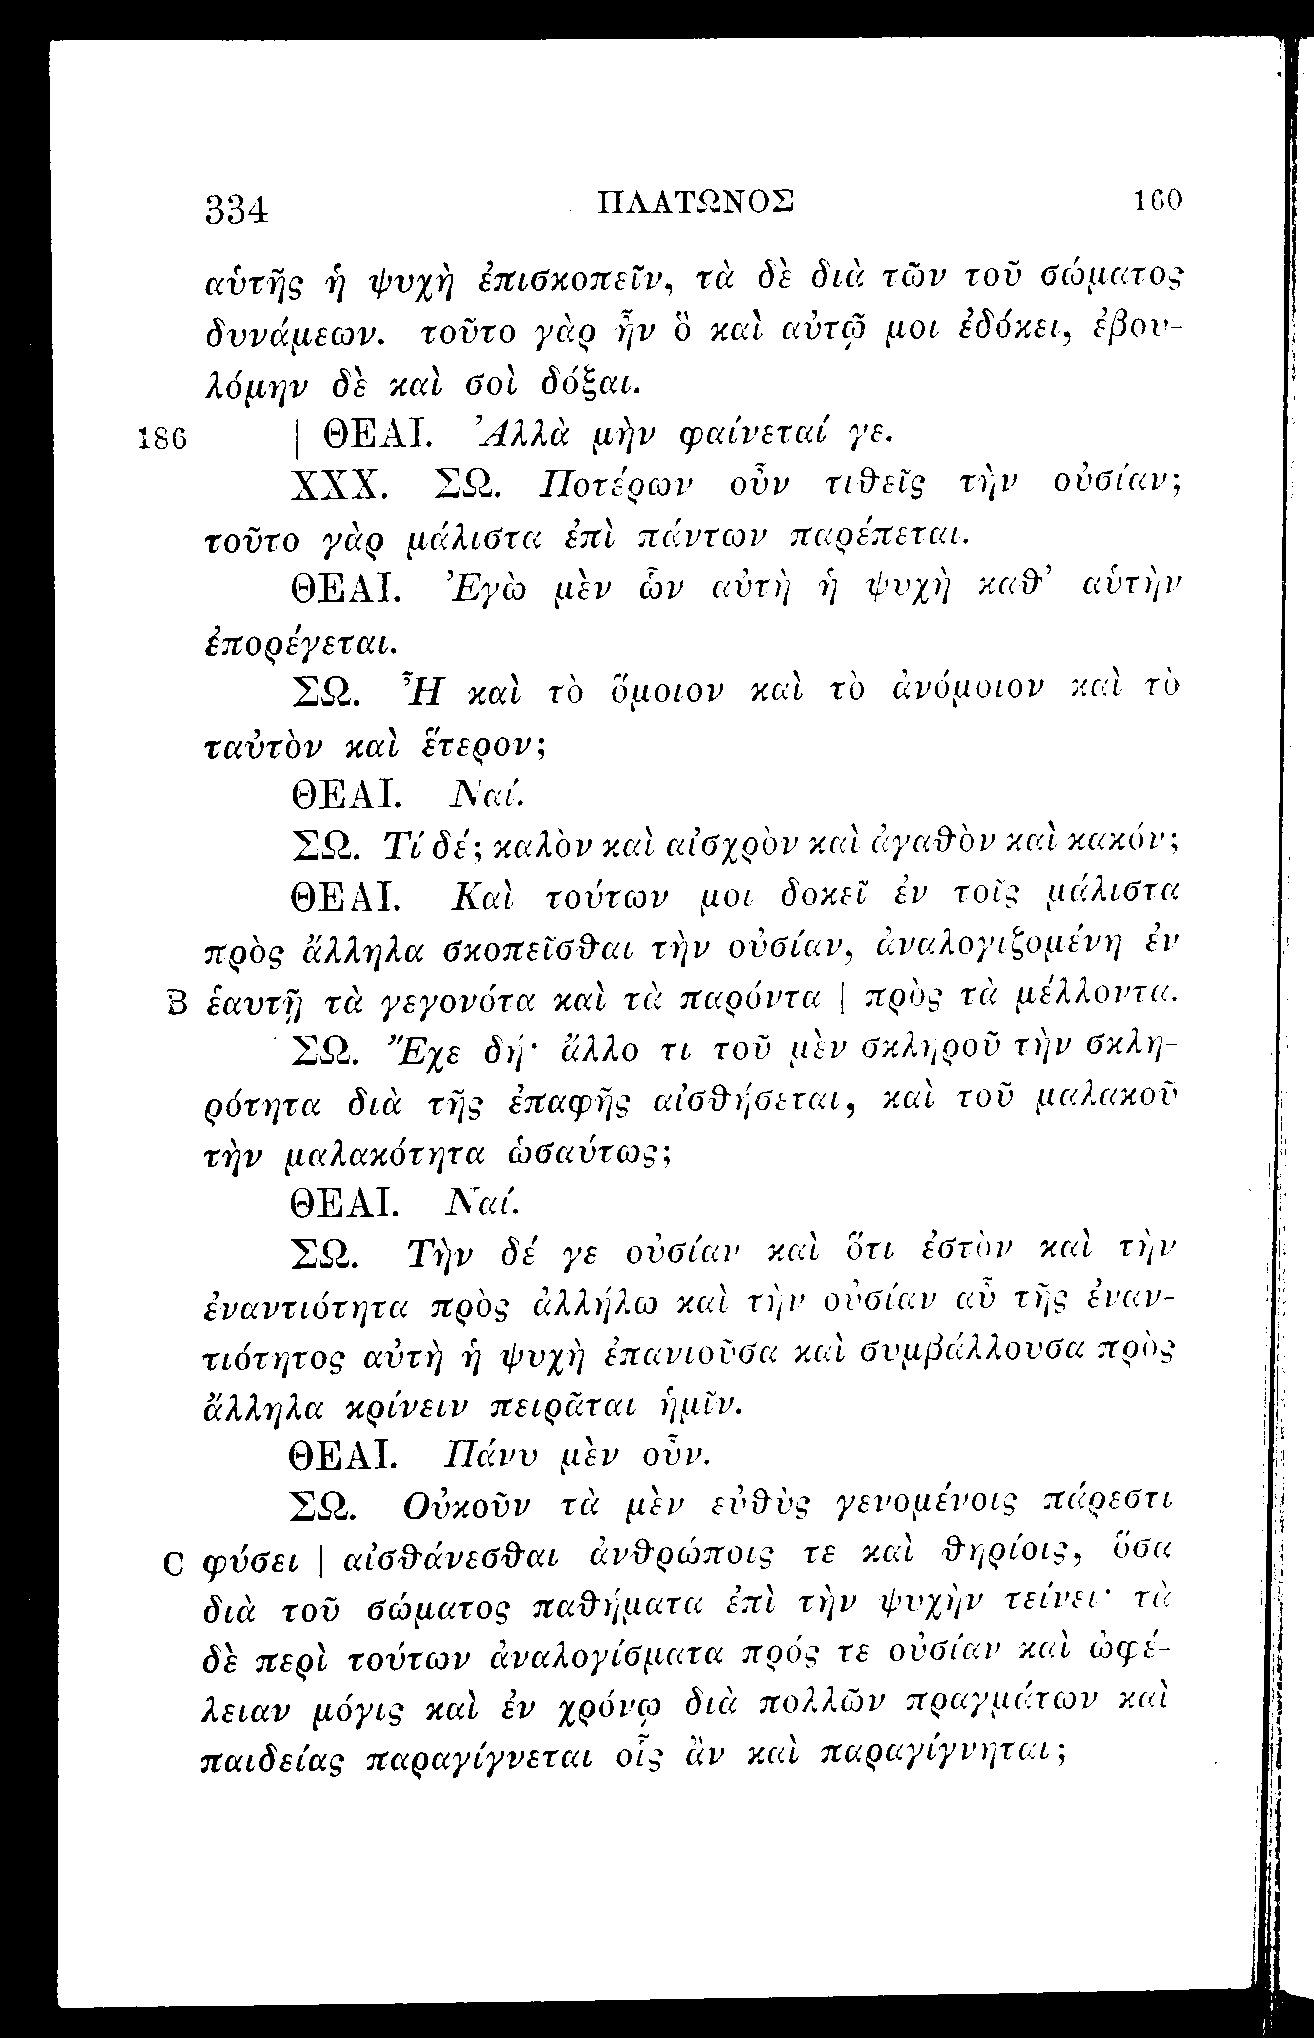 334 ΠΛΑΤΩΝΟΣ 160
αὑτῆς ἡ ψυχὴ ἐπισκοπεῖν, τὰ δὲ διὰ τῶν τοῦ σώματος
δυνάμεων. τοῦτο γὰρ ἦν ὃ καὶ αὐτῷ μοι ἐδόκει, ἐβου-
λόμην δὲ καὶ σοὶ δόξαι.
186 | ΘΕΑΙ. Ἀλλὰ μὴν φαίνεταί γε.
XXX. ΣΩ. Ποτέρων οὖν τιθεῖς τὴν οὐσίαν;
τοῦτο γὰρ μάλιστα ἐπὶ πάντων παρέπεται.
ΘΕΑΙ. Ἐγὼ μὲν ὧν αὐτὴ ἡ ψυχὴ καθ’ αὑτὴν
ἐπορέγεται.
ΣΩ. Ἦ καὶ τὸ ὅμοιον καὶ τὸ ἀνόμοιον καὶ τὸ
ταὐτὸν καὶ ἕτερον;
ΘΕΑΙ. Ναί.
ΣΩ. Τί δέ; καλὸν καὶ αἰσχρὸν καὶ ἀγαθὸν καὶ κακόν;
ΘΕΑΙ. Καὶ τούτων μοι δοκεῖ ἐν τοῖς μάλιστα
πρὸς ἄλληλα σκοπεῖσθαι τὴν οὐσίαν, ἀναλογιζομένη ἐν
B ἑαυτῇ τὰ γεγονότα καὶ τὰ παρόντα | πρὸς τὰ μέλλοντα.
ΣΩ. Ἔχε δή· ἄλλο τι τοῦ μὲν σκληροῦ τὴν σκλη-
ρότητα διὰ τῆς ἐπαφῆς αἰσθήσεται, καὶ τοῦ μαλακοῦ
τὴν μαλακότητα ὡσαύτως;
ΘΕΑΙ. Ναί.
ΣΩ. Τὴν δέ γε οὐσίαν καὶ ὅτι ἐστὸν καὶ τὴν
ἐναντιότητα πρὸς ἀλλήλω καὶ τὴν οὐσίαν αὖ τῆς ἐναν-
τιότητος αὐτὴ ἡ ψυχὴ ἐπανιοῦσα καὶ συμβάλλουσα πρὸς
ἄλληλα κρίνειν πειρᾶται ἡμῖν.
ΘΕΑΙ. Πάνυ μὲν οὖν.
ΣΩ. Οὐκοῦν τὰ μὲν εὐθὺς γενομένοις πάρεστι
C φύσει | αἰσθάνεσθαι ἀνθρώποις τε καὶ θηρίοις, ὅσα
διὰ τοῦ σώματος παθήματα ἐπὶ τὴν ψυχὴν τείνει· τὰ
δὲ περὶ τούτων ἀναλογίσματα πρός τε οὐσίαν καὶ ὠφέ-
λειαν μόγις καὶ ἐν χρόνῳ διὰ πολλῶν πραγμάτων καὶ
παιδείας παραγίγνεται οἷς ἂν καὶ παραγίγνηται;